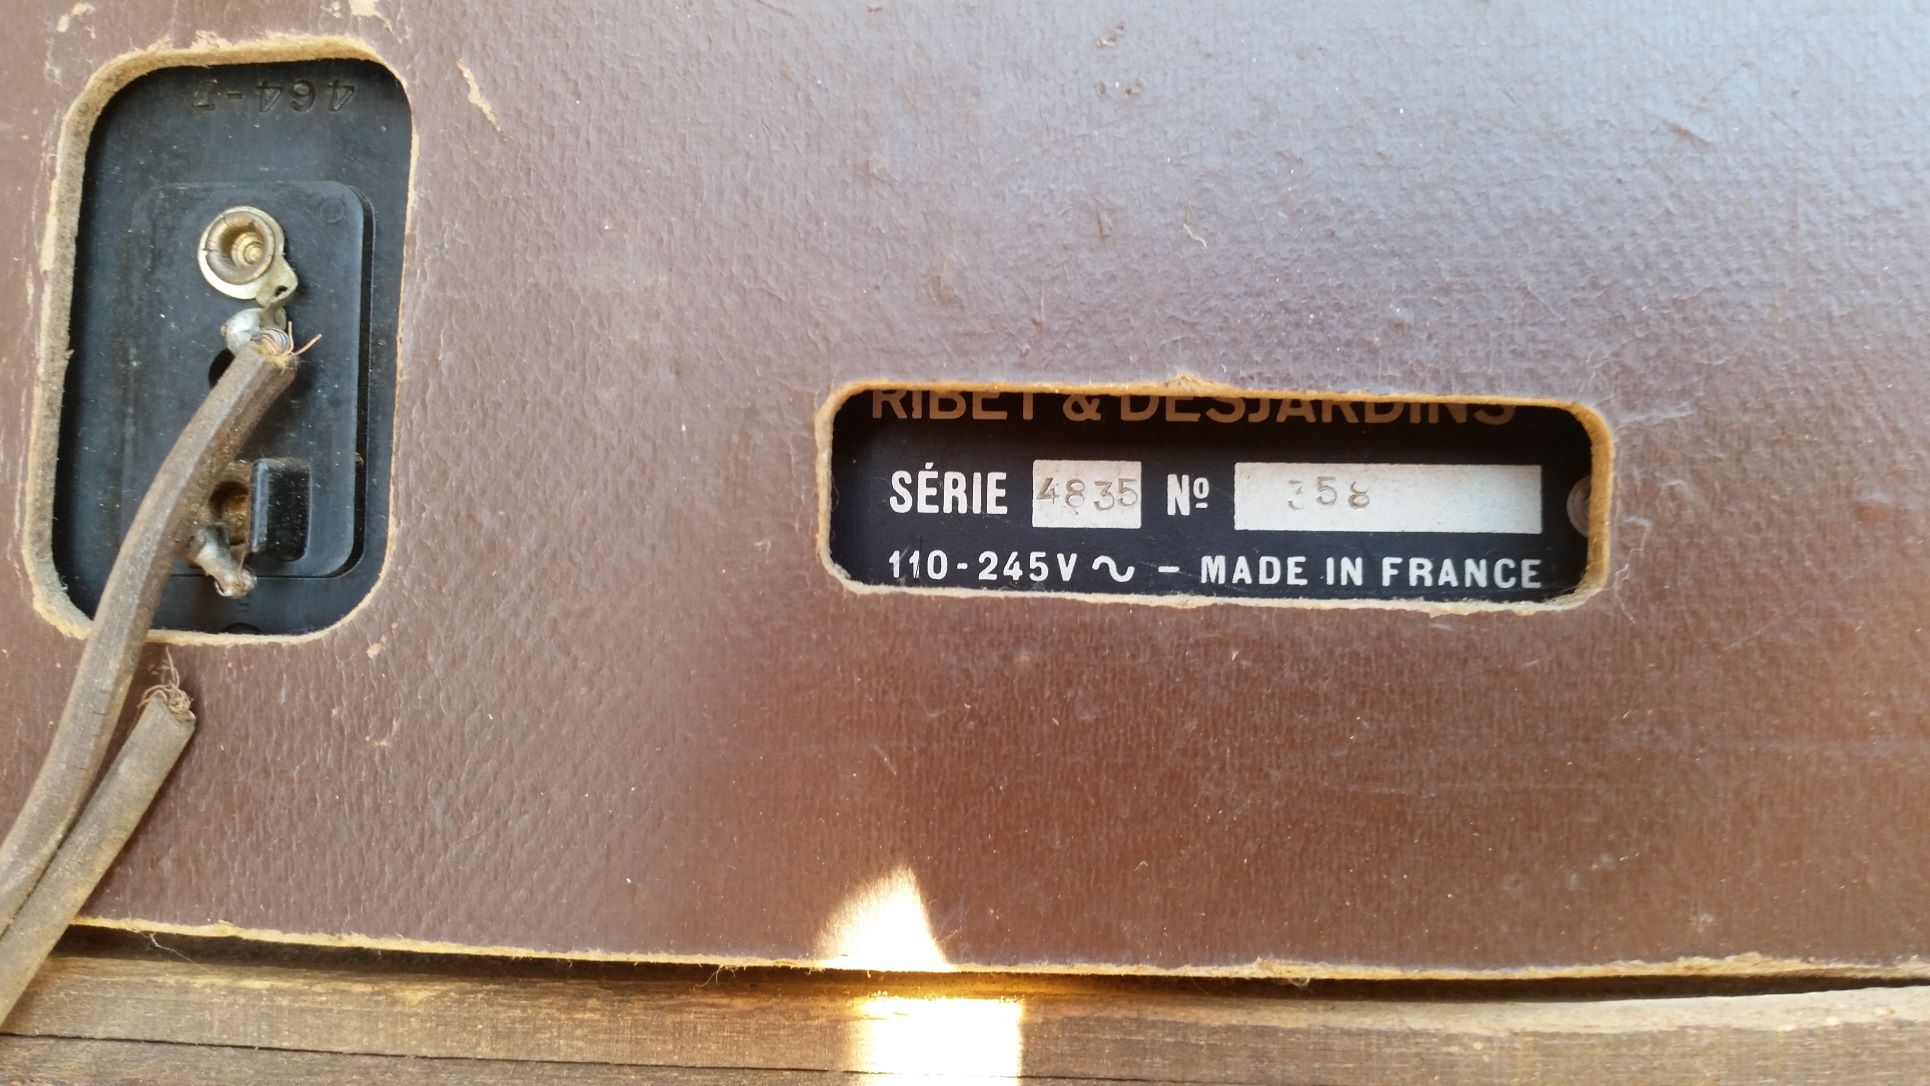 464-7
RIBET & DESJARDINS
SÉRIE 4835 Nº 358
110-245V ~ - MADE IN FRANCE